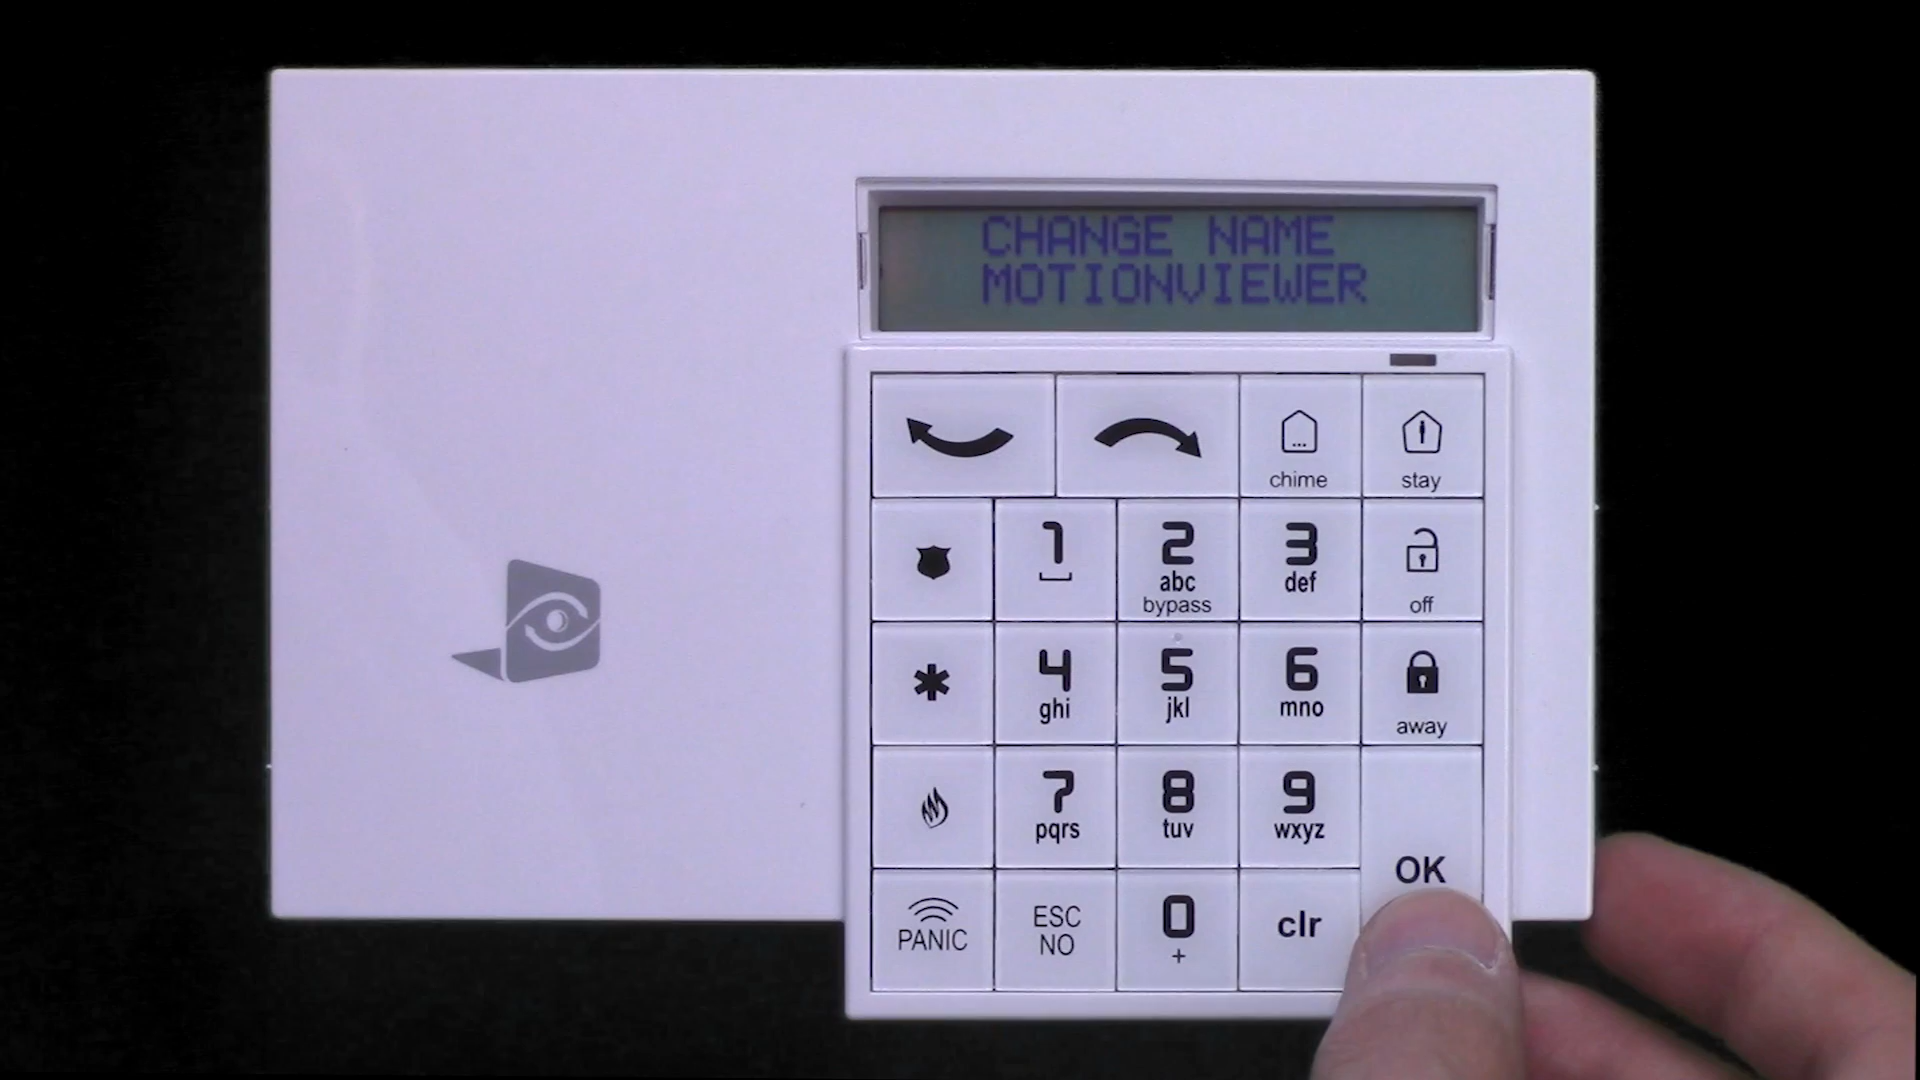 CHANGE NAME
MOTIONVIEWER
chime
stay
1
2
abc
bypass
3
def
off
*
4
ghi
5
jkl
6
mno
away
7
pqrs
8
tuv
9
wxyz
OK
PANIC
ESC
NO
0
+
clr